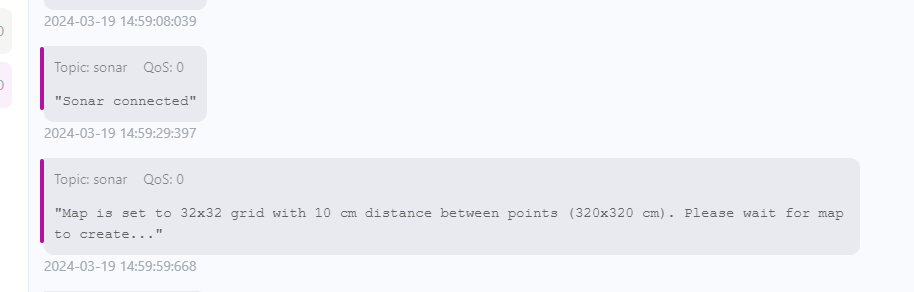 2024-03-19 14:59:08:039
0
Topic: sonar QoS: 0
0
"Sonar connected"
2024-03-19 14:59:29:397
Topic: sonar QoS: 0
"Map is set to 32x32 grid with 10 cm distance between points (320x320 cm). Please wait for map
to create..."
2024-03-19 14:59:59:668